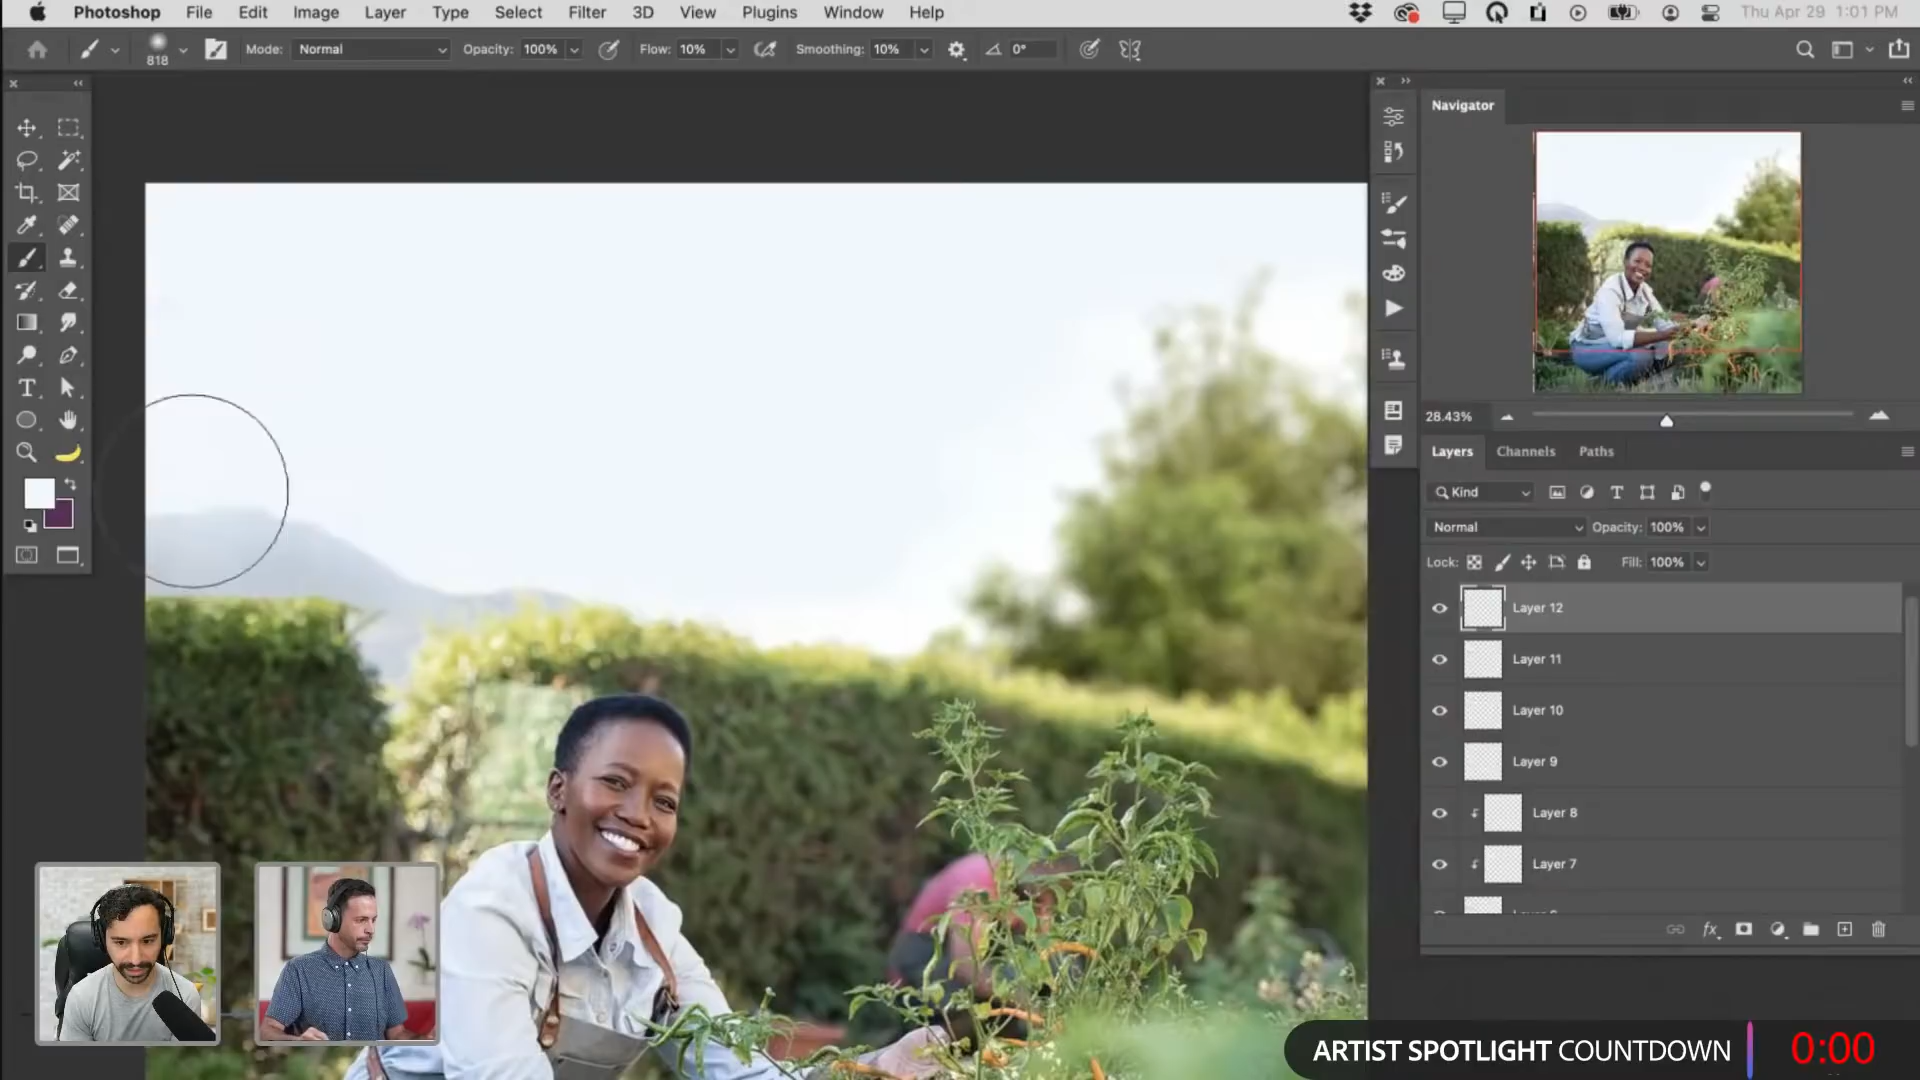 Photoshop File Edit Image Layer Type Select Filter 3D View Plugins Window Help Thu Apr 29 1:01 PM
818 Mode: Normal Opacity: 100% Flow: 10% Smoothing: 10% 0°
Navigator
28.43%
Layers Channels Paths
Kind
Normal Opacity: 100%
Lock: Fill: 100%
Layer 12
Layer 11
Layer 10
Layer 9
Layer 8
Layer 7
fx
ARTIST SPOTLIGHT COUNTDOWN 0:00